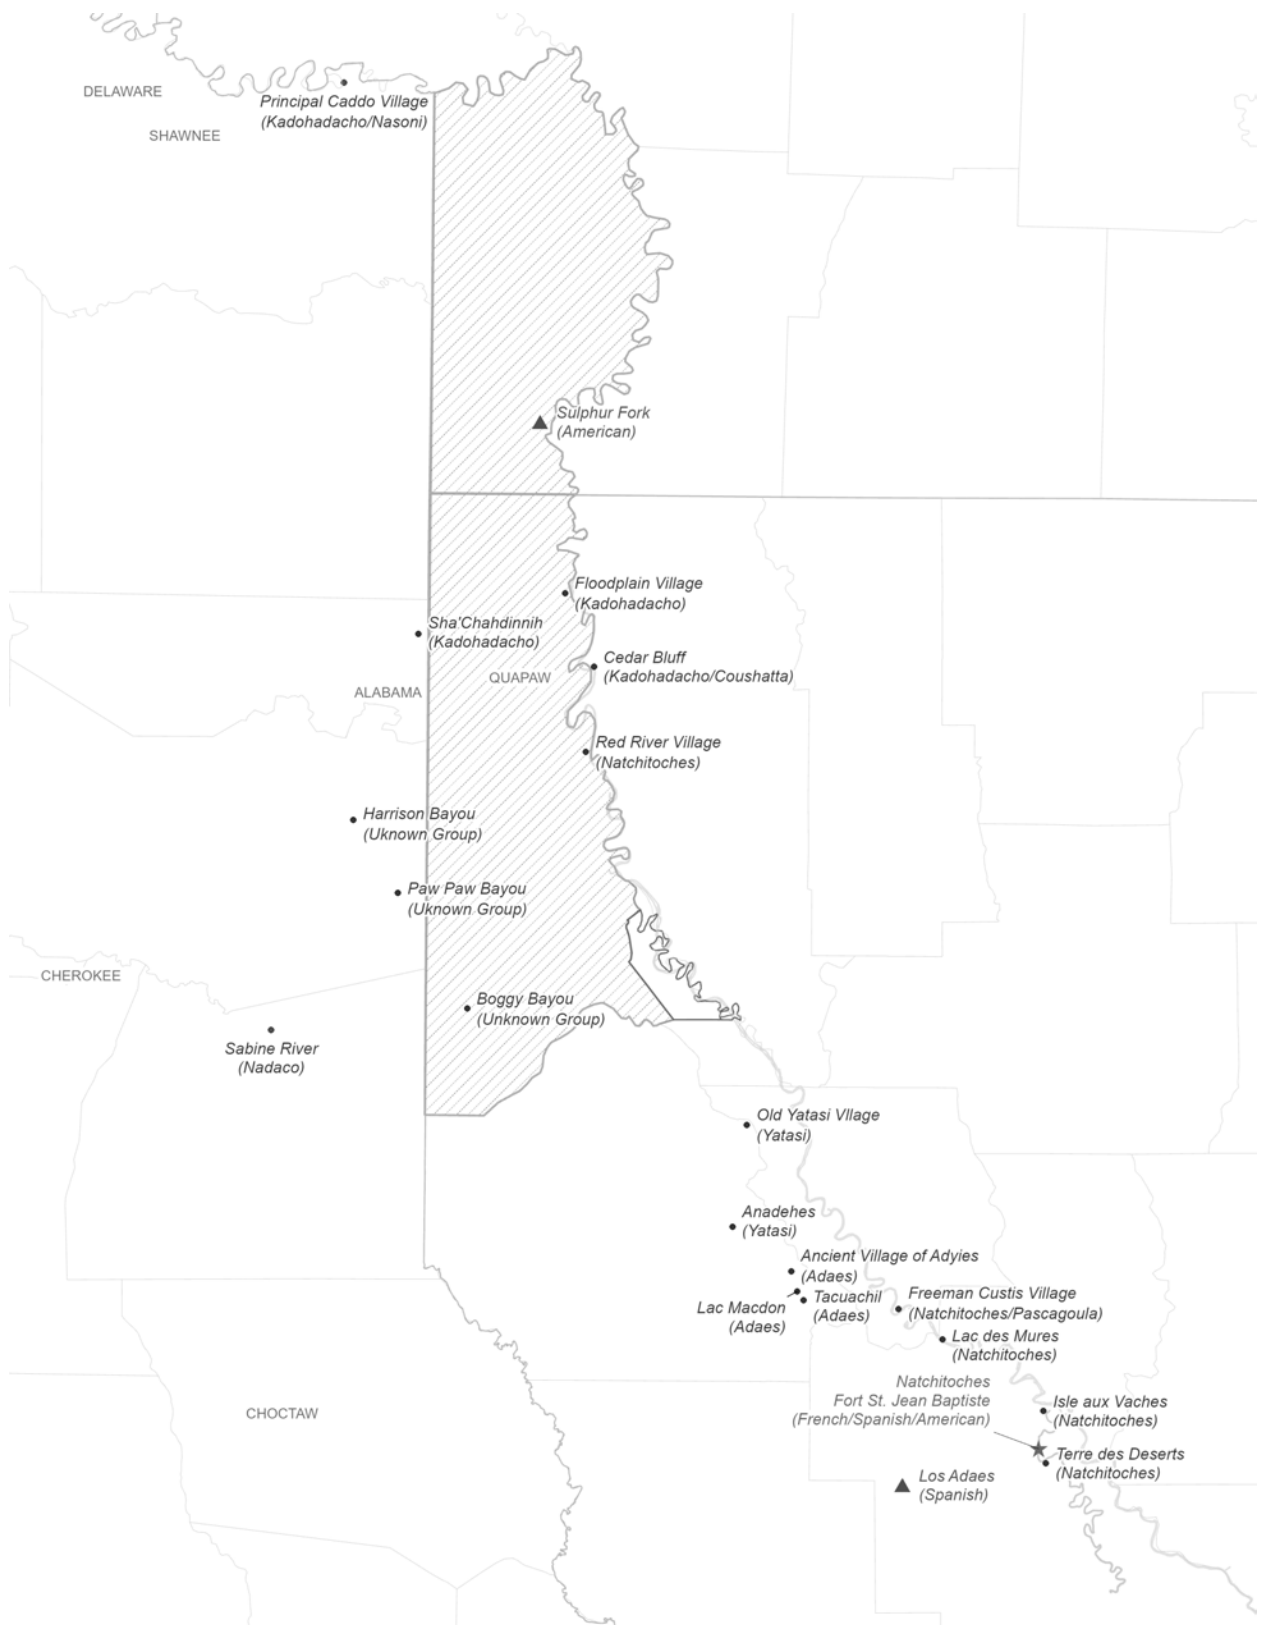 DELAWARE
Principal Caddo Village
(Kadohadacho/Nasoni)
SHAWNEE
Sulphur Fork
(American)
Floodplain Village
(Kadohadacho)
Sha'Chahdinnih
(Kadohadacho)
Cedar Bluff
(Kadohadacho/Coushatta)
QUAPAW
ALABAMA
Red River Village
(Natchitoches)
Harrison Bayou
(Uknown Group)
Paw Paw Bayou
(Uknown Group)
CHEROKEE
Boggy Bayou
(Unknown Group)
Sabine River
(Nadaco)
Old Yatasi Vllage
(Yatasi)
Anadehes
(Yatasi)
Ancient Village of Adyies
(Adaes)
Lac Macdon
(Adaes)
Tacuachil
(Adaes)
Freeman Custis Village
(Natchitoches/Pascagoula)
Lac des Mures
(Natchitoches)
Natchitoches
Fort St. Jean Baptiste
(French/Spanish/American)
Isle aux Vaches
(Natchitoches)
CHOCTAW
Terre des Deserts
(Natchitoches)
Los Adaes
(Spanish)